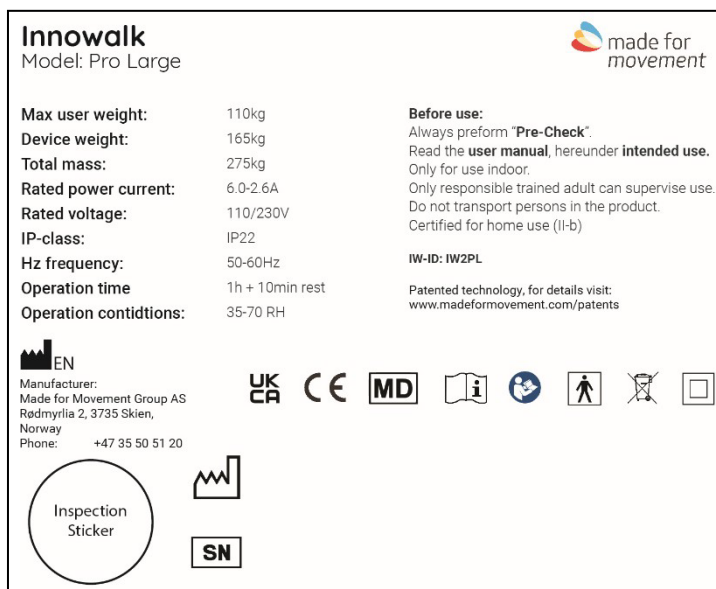 Innowalk
Model: Pro Large
made for
movement
Max user weight: 110kg
Device weight: 165kg
Total mass: 275kg
Rated power current: 6.0-2.6A
Rated voltage: 110/230V
IP-class: IP22
Hz frequency: 50-60Hz
Operation time 1h + 10min rest
Operation contidtions: 35-70 RH
Before use:
Always preform “Pre-Check”.
Read the user manual, hereunder intended use.
Only for use indoor.
Only responsible trained adult can supervise use.
Do not transport persons in the product.
Certified for home use (II-b)
IW-ID: IW2PL
Patented technology, for details visit:
www.madeformovement.com/patents
EN
Manufacturer:
Made for Movement Group AS
Rødmyrlia 2, 3735 Skien,
Norway
Phone: +47 35 50 51 20
UK
CA
CE
MD
i
Inspection
Sticker
SN